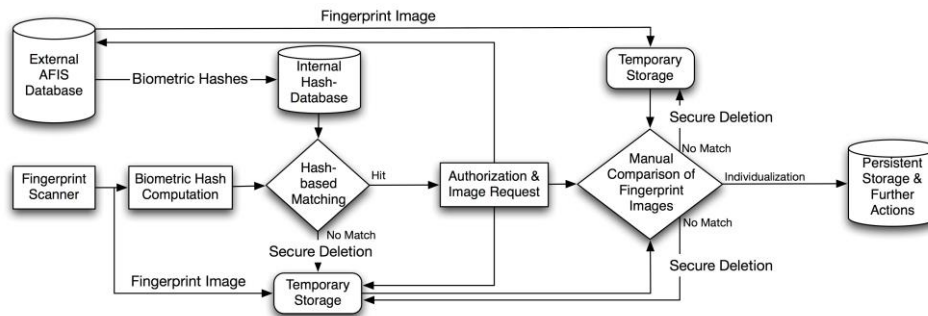 Fingerprint Image
External
AFIS
Database
Biometric Hashes
Internal
Hash-
Database
Temporary
Storage
Secure Deletion
No Match
Fingerprint
Scanner
Biometric Hash
Computation
Hash-
based
Matching
Hit
Authorization &
Image Request
Manual
Comparison of
Fingerprint
Images
Individualization
Persistent
Storage &
Further
Actions
No Match
Secure Deletion
No Match
Secure Deletion
Fingerprint Image
Temporary
Storage